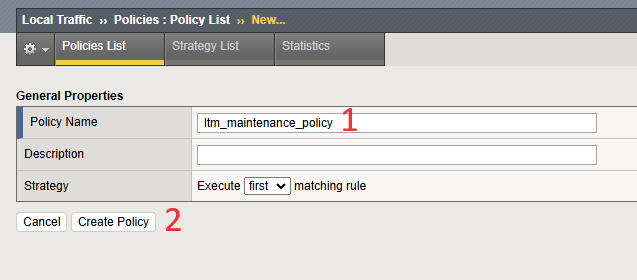 Local Traffic ›› Policies : Policy List ›› New...
Policies List Strategy List Statistics
General Properties
Policy Name ltm_maintenance_policy 1
Description
Strategy Execute first matching rule
Cancel Create Policy 2